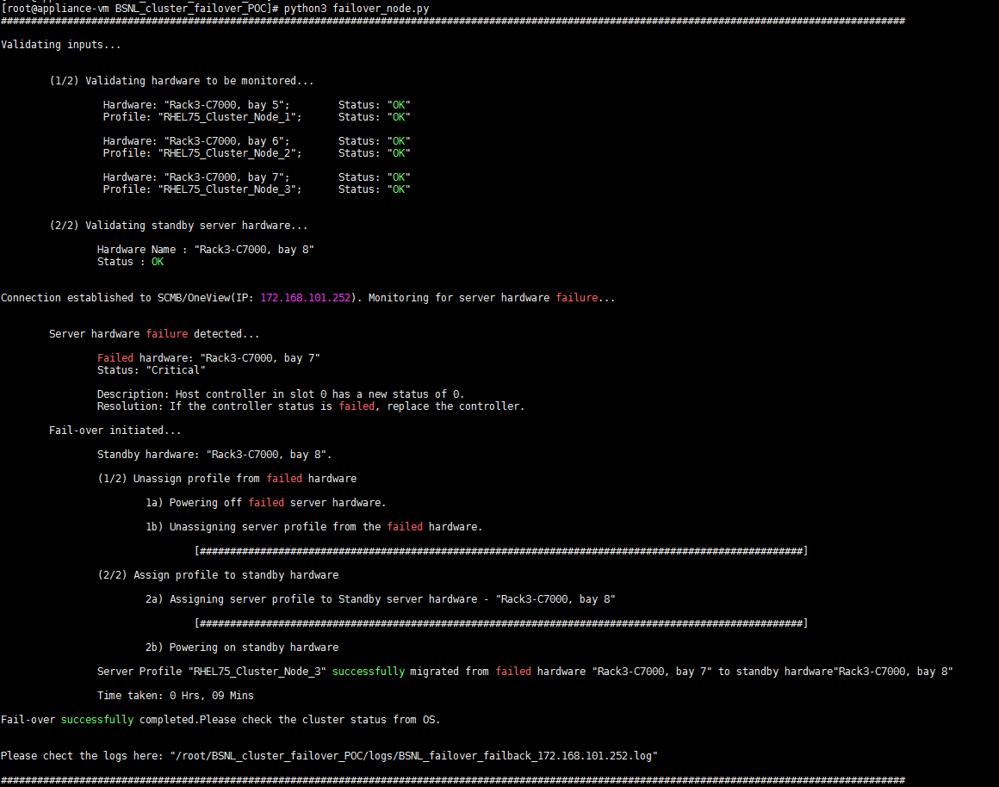 [root@appliance-vm BSNL_cluster_failover_POC]# python3 failover_node.py
######################################################################################################################################################
Validating inputs...
(1/2) Validating hardware to be monitored...
Hardware: "Rack3-C7000, bay 5"; Status: "OK"
Profile: "RHEL75_Cluster_Node_1"; Status: "OK"
Hardware: "Rack3-C7000, bay 6"; Status: "OK"
Profile: "RHEL75_Cluster_Node_2"; Status: "OK"
Hardware: "Rack3-C7000, bay 7"; Status: "OK"
Profile: "RHEL75_Cluster_Node_3"; Status: "OK"
(2/2) Validating standby server hardware...
Hardware Name : "Rack3-C7000, bay 8"
Status : OK
Connection established to SCMB/OneView(IP: 172.168.101.252). Monitoring for server hardware failure...
Server hardware failure detected...
Failed hardware: "Rack3-C7000, bay 7"
Status: "Critical"
Description: Host controller in slot 0 has a new status of 0.
Resolution: If the controller status is failed, replace the controller.
Fail-over initiated...
Standby hardware: "Rack3-C7000, bay 8".
(1/2) Unassign profile from failed hardware
1a) Powering off failed server hardware.
1b) Unassigning server profile from the failed hardware.
[####################################################################################################]
(2/2) Assign profile to standby hardware
2a) Assigning server profile to Standby server hardware - "Rack3-C7000, bay 8"
[####################################################################################################]
2b) Powering on standby hardware
Server Profile "RHEL75_Cluster_Node_3" successfully migrated from failed hardware "Rack3-C7000, bay 7" to standby hardware"Rack3-C7000, bay 8"
Time taken: 0 Hrs, 09 Mins
Fail-over successfully completed.Please check the cluster status from OS.
Please chect the logs here: "/root/BSNL_cluster_failover_POC/logs/BSNL_failover_failback_172.168.101.252.log"
######################################################################################################################################################